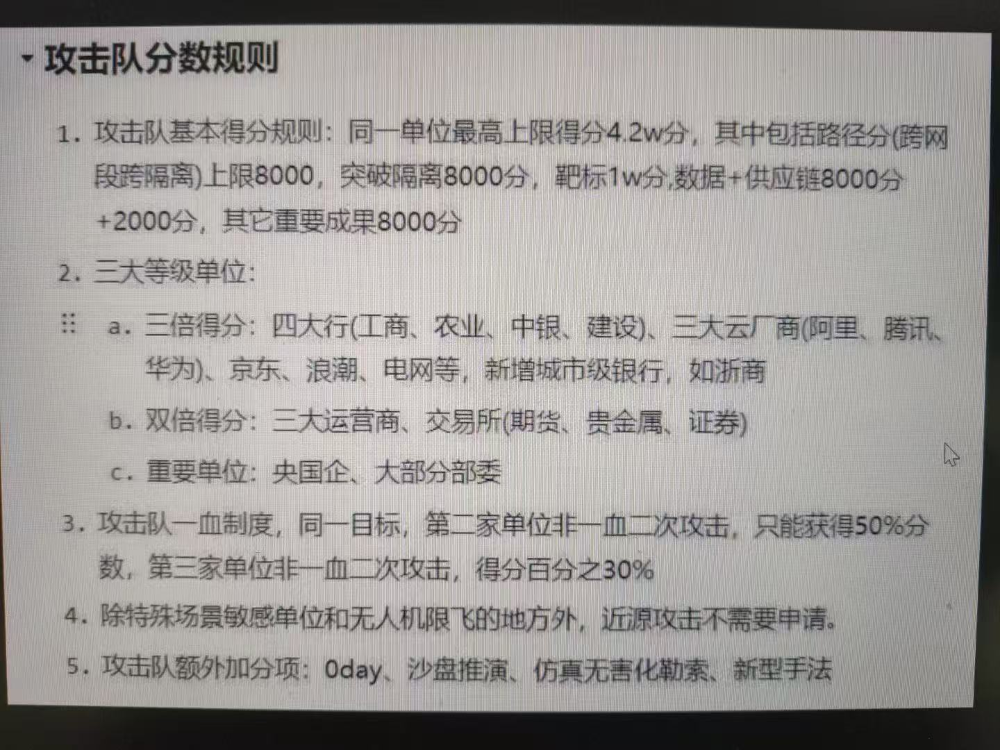 攻击队分数规则
1. 攻击队基本得分规则：同一单位最高上限得分4.2w分，其中包括路径分(跨网
段跨隔离)上限8000，突破隔离8000分，靶标1w分,数据+供应链8000分
+2000分，其它重要成果8000分
2. 三大等级单位：
a. 三倍得分：四大行(工商、农业、中银、建设)、三大云厂商(阿里、腾讯、
华为)、京东、浪潮、电网等，新增城市级银行，如浙商
b. 双倍得分：三大运营商、交易所(期货、贵金属、证券)
c. 重要单位：央国企、大部分部委
3. 攻击队一血制度，同一目标，第二家单位非一血二次攻击，只能获得50%分
数，第三家单位非一血二次攻击，得分百分之30%
4. 除特殊场景敏感单位和无人机限飞的地方外，近源攻击不需要申请。
5. 攻击队额外加分项：0day、沙盘推演、仿真无害化勒索、新型手法